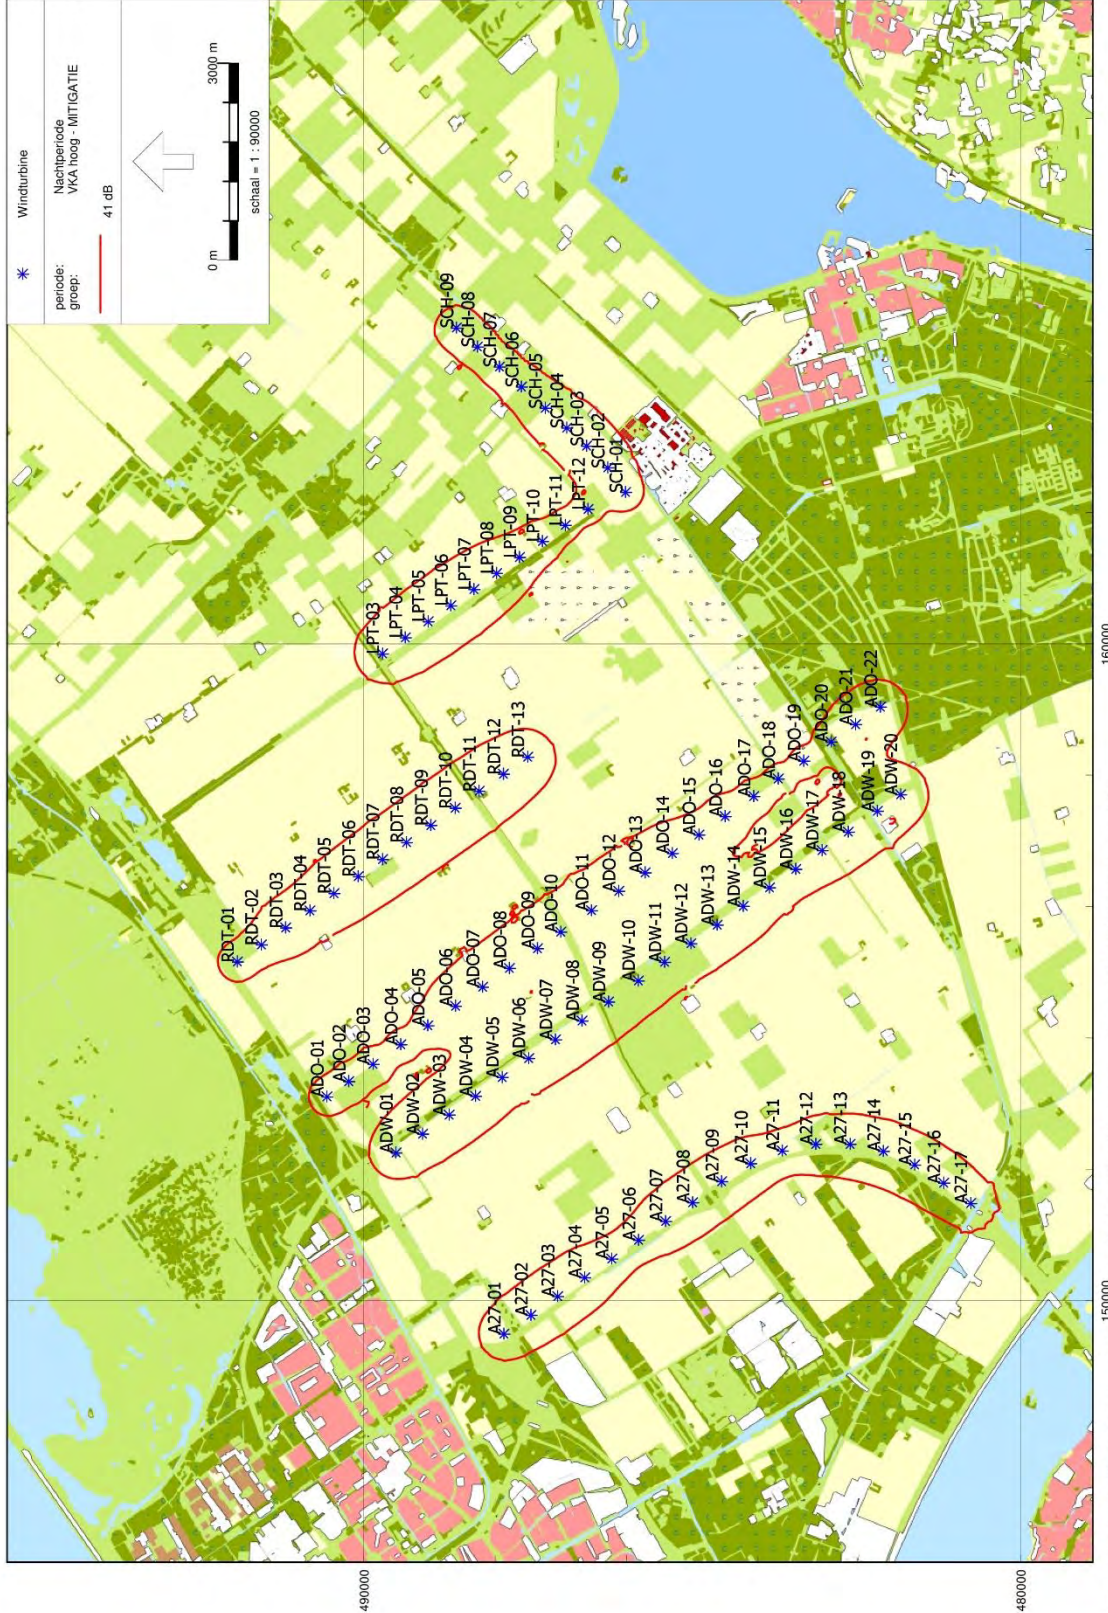 Windturbine
periode: Nachtperiode
groep: VKA hoog - MITIGATIE
41 dB
0 m 3000 m
schaal = 1 : 90000
SCH-09
SCH-08
SCH-07
SCH-06
SCH-05
SCH-04
SCH-03
SCH-02
SCH-01
LPT-03
LPT-04
LPT-05
LPT-06
LPT-07
LPT-08
LPT-09
LPT-10
LPT-11
LPT-12
RDT-01
RDT-02
RDT-03
RDT-04
RDT-05
RDT-06
RDT-07
RDT-08
RDT-09
RDT-10
RDT-11
RDT-12
RDT-13
ADO-01
ADO-02
ADO-03
ADO-04
ADO-05
ADO-06
ADO-07
ADO-08
ADO-09
ADO-10
ADO-11
ADO-12
ADO-13
ADO-14
ADO-15
ADO-16
ADO-17
ADO-18
ADO-19
ADO-20
ADO-21
ADO-22
ADW-01
ADW-02
ADW-03
ADW-04
ADW-05
ADW-06
ADW-07
ADW-08
ADW-09
ADW-10
ADW-11
ADW-12
ADW-13
ADW-14
ADW-15
ADW-16
ADW-17
ADW-18
ADW-19
ADW-20
A27-01
A27-02
A27-03
A27-04
A27-05
A27-06
A27-07
A27-08
A27-09
A27-10
A27-11
A27-12
A27-13
A27-14
A27-15
A27-16
A27-17
490000
480000
150000
160000